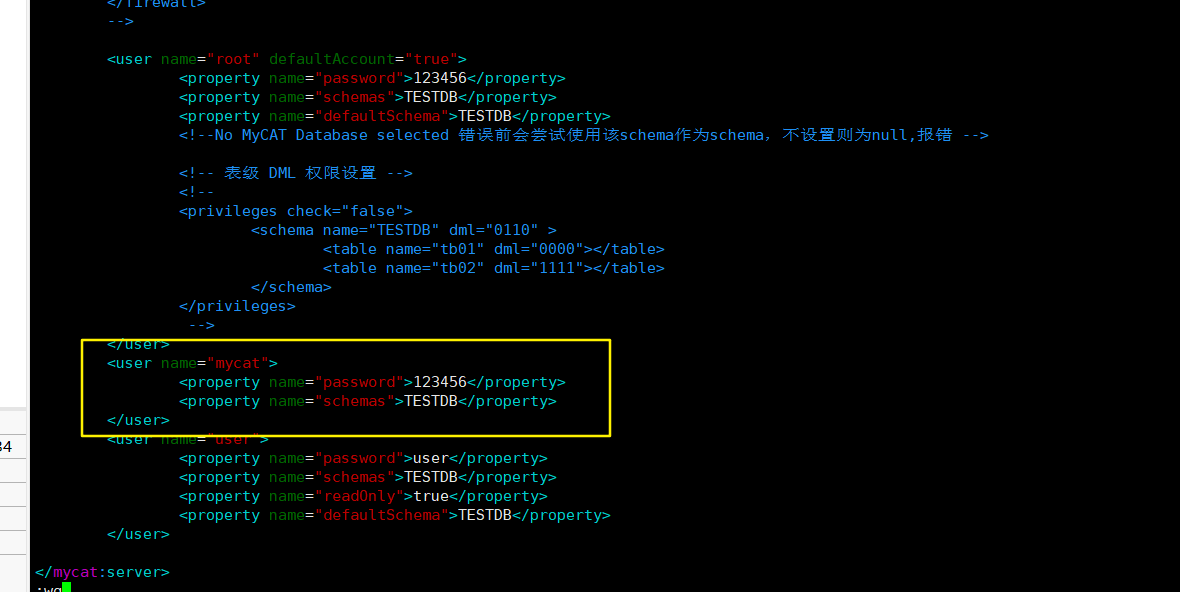 </firewall>
-->
<user name="root" defaultAccount="true">
<property name="password">123456</property>
<property name="schemas">TESTDB</property>
<property name="defaultSchema">TESTDB</property>
<!--No MyCAT Database selected 错误前会尝试使用该schema作为schema，不设置则为null,报错 -->
<!-- 表级 DML 权限设置 -->
<!--
<privileges check="false">
<schema name="TESTDB" dml="0110" >
<table name="tb01" dml="0000"></table>
<table name="tb02" dml="1111"></table>
</schema>
</privileges>
-->
</user>
<user name="mycat">
<property name="password">123456</property>
<property name="schemas">TESTDB</property>
</user>
<user name="user">
<property name="password">user</property>
<property name="schemas">TESTDB</property>
<property name="readOnly">true</property>
<property name="defaultSchema">TESTDB</property>
</user>
</mycat:server>
:wq
34